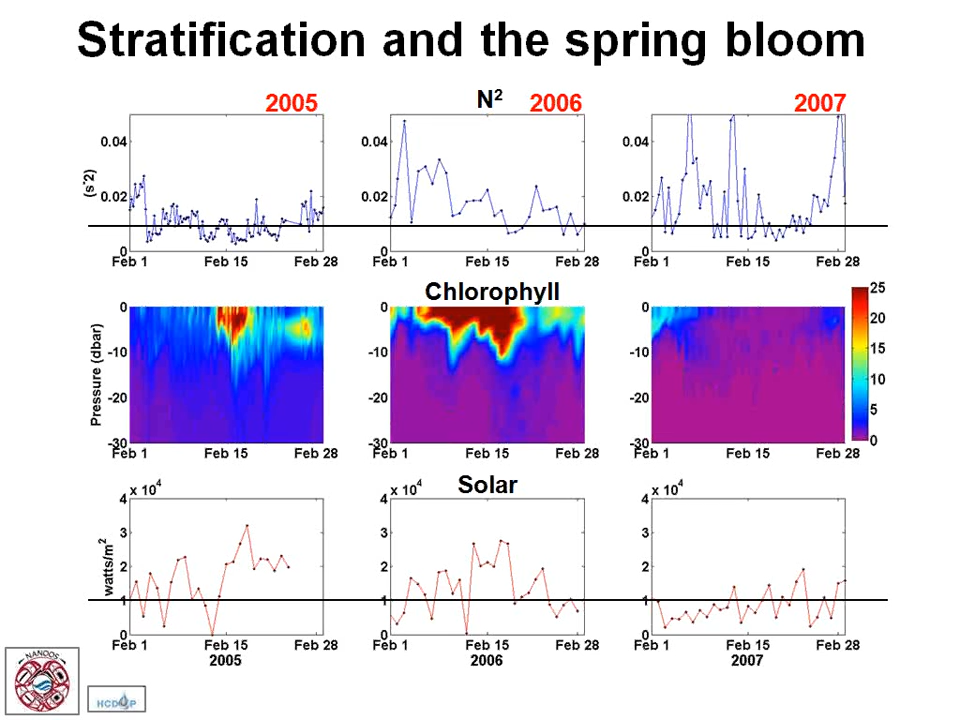 Stratification and the spring bloom
2005 N² 2006 2007
0.04 0.04 0.04
(s⁻2)
0.02 0.02 0.02
0 0 0
Feb 1 Feb 15 Feb 28 Feb 1 Feb 15 Feb 28 Feb 1 Feb 15 Feb 28
Chlorophyll
0 0 0 25
20
-10 -10 -10 15
Pressure (dbar)
-20 -20 -20 10
5
-30 -30 -30 0
Feb 1 Feb 15 Feb 28 Feb 1 Feb 15 Feb 28 Feb 1 Feb 15 Feb 28
Solar
4 x 10⁴ 4 x 10⁴ 4 x 10⁴
3 3 3
watts/m²
2 2 2
1 1 1
0 0 0
Feb 1 Feb 15 Feb 28 Feb 1 Feb 15 Feb 28 Feb 1 Feb 15 Feb 28
2005 2006 2007
NANOOS
HCDOP